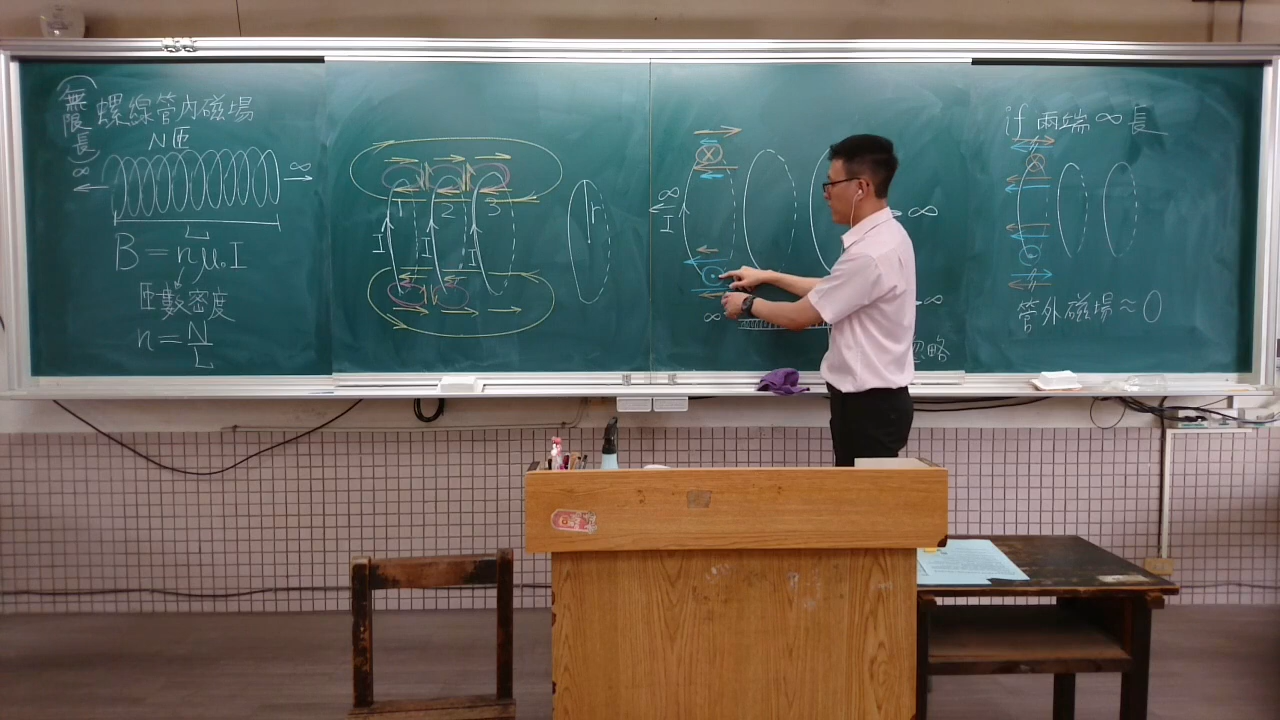 (無限長)
螺線管內磁場
N匝
∞
∞
L
B = nμ₀I
匝數密度
n = N/L
1 2 3
I I I
r
∞
I
∞
∞
∞
忽略
if 兩端 ∞ 長
管外磁場 ≈ 0